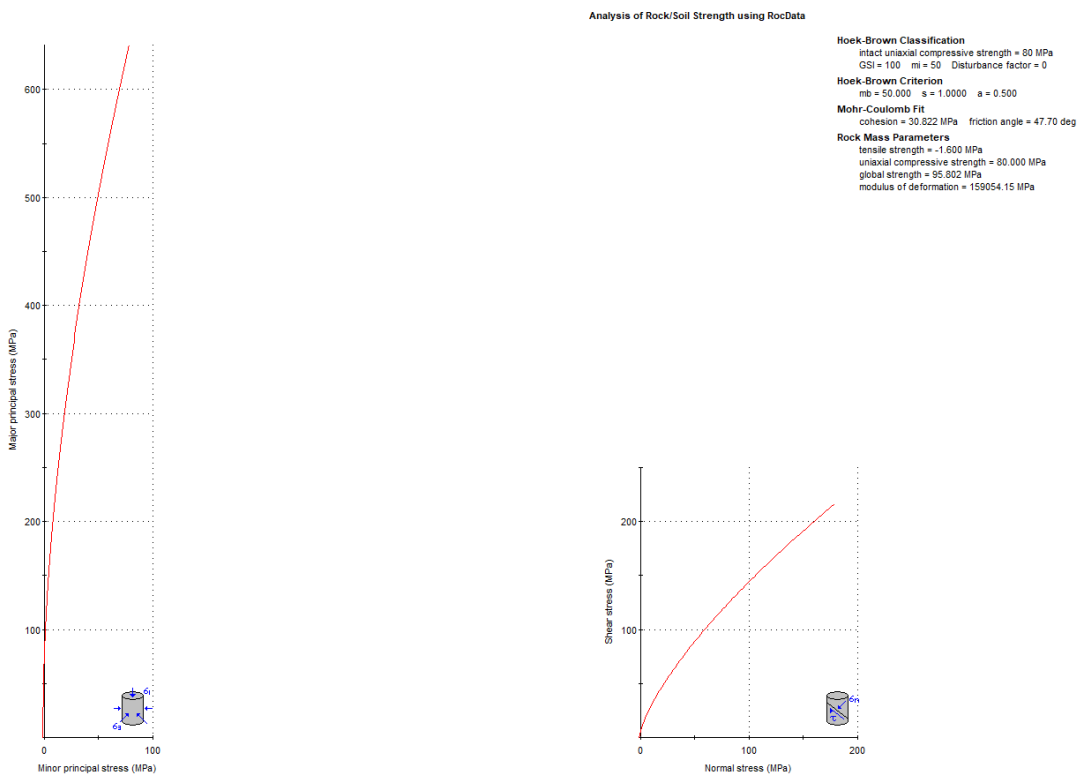 Analysis of Rock/Soil Strength using RocData
Hoek-Brown Classification
intact uniaxial compressive strength = 80 MPa
GSI = 100 mi = 50 Disturbance factor = 0
Hoek-Brown Criterion
mb = 50.000 s = 1.0000 a = 0.500
Mohr-Coulomb Fit
cohesion = 30.822 MPa friction angle = 47.70 deg
Rock Mass Parameters
tensile strength = -1.600 MPa
uniaxial compressive strength = 80.000 MPa
global strength = 95.802 MPa
modulus of deformation = 159054.15 MPa
Major principal stress (MPa)
600
500
400
300
200
100
σ1
σ3
0 100
Minor principal stress (MPa)
Shear stress (MPa)
200
100
σn
τ
0 100 200
Normal stress (MPa)